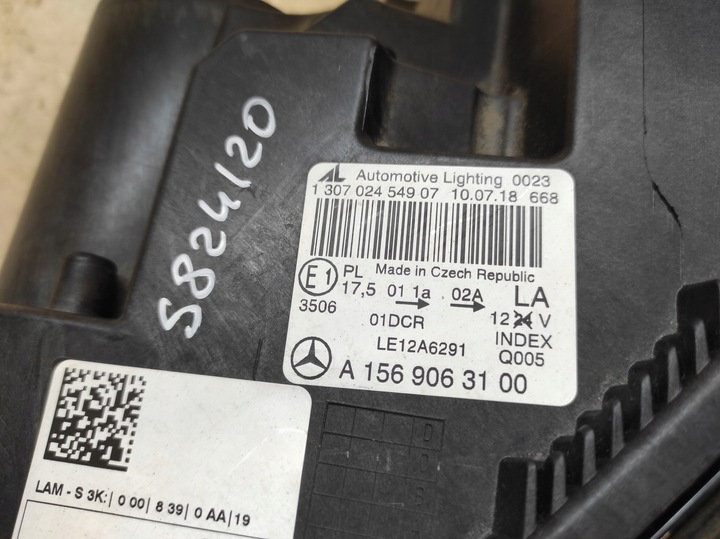 S824120
AL Automotive Lighting 0023
1 307 024 549 07 10.07.18 668
Made in Czech Republic
E1 PL 17,5 01 1a 02A LA
3506 01DCR 12 24 V
LE12A6291 INDEX
Q005
A 156 906 31 00
D
LAM - S 3K:| 0 00| 8 39| 0 AA| 19